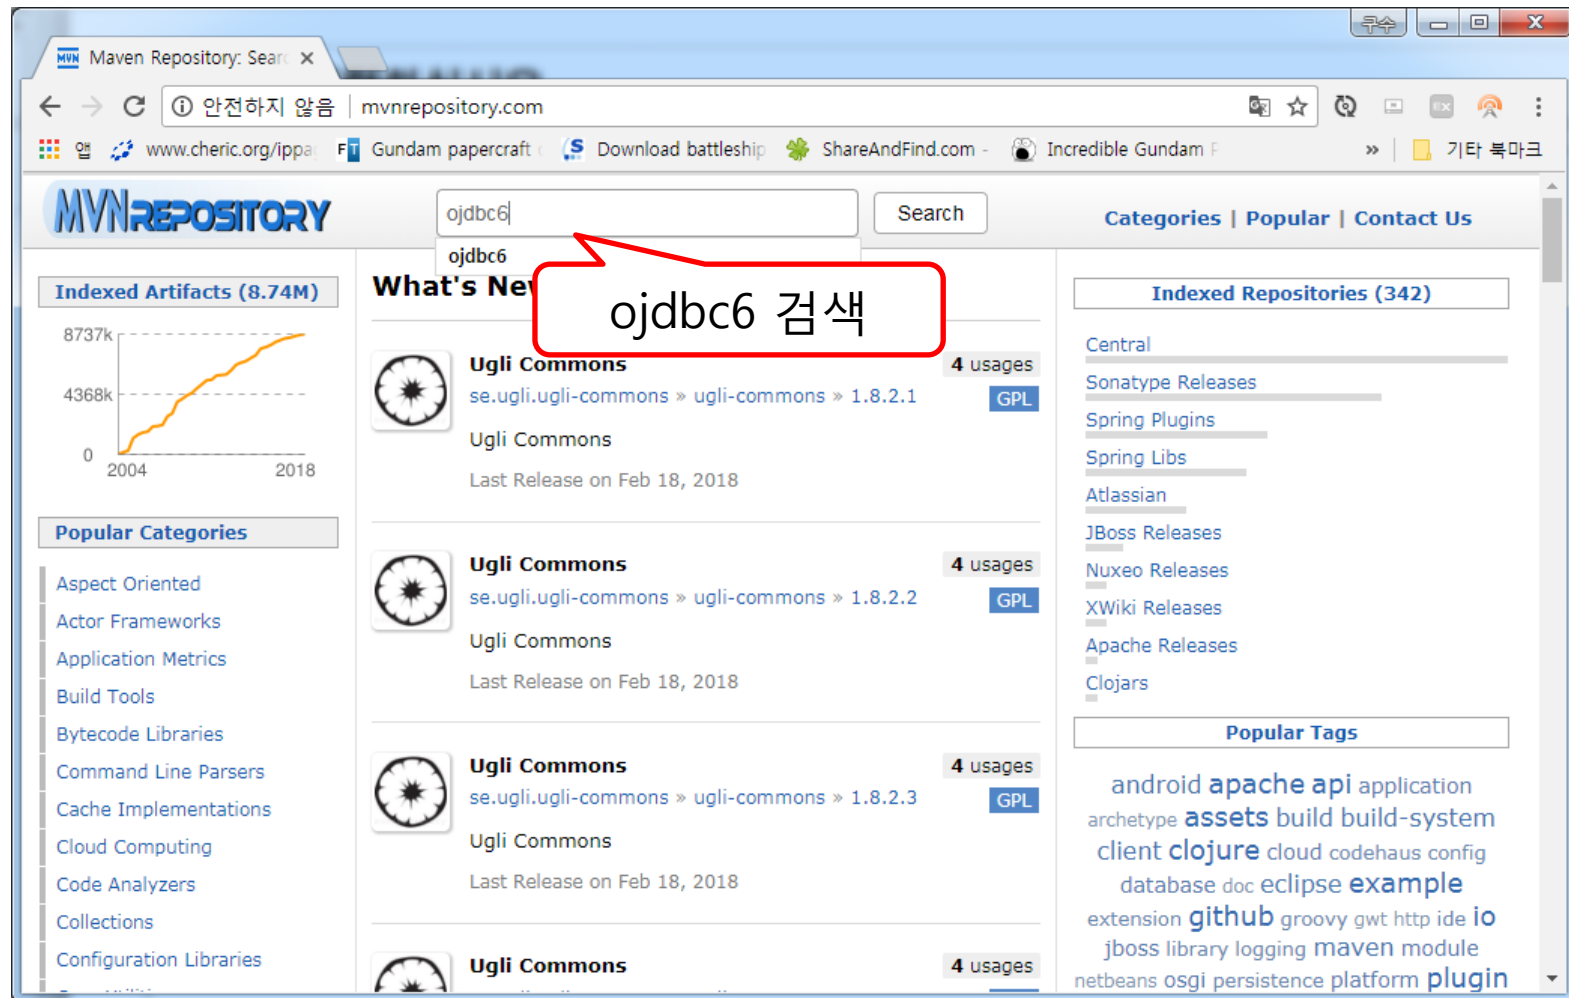 쿠수
Maven Repository: Sear
안전하지 않음 mvnrepository.com
앱 www.cheric.org/ippa Gundam papercraft Download battleship ShareAndFind.com - Incredible Gundam P » 기타 북마크
MVNREPOSITORY
ojdbc6
Search
Categories | Popular | Contact Us
ojdbc6
ojdbc6 검색
Indexed Artifacts (8.74M)
8737k
4368k
0
2004 2018
Popular Categories
Aspect Oriented
Actor Frameworks
Application Metrics
Build Tools
Bytecode Libraries
Command Line Parsers
Cache Implementations
Cloud Computing
Code Analyzers
Collections
Configuration Libraries
What's Ne
Ugli Commons
4 usages
se.ugli.ugli-commons » ugli-commons » 1.8.2.1
GPL
Ugli Commons
Last Release on Feb 18, 2018
Ugli Commons
4 usages
se.ugli.ugli-commons » ugli-commons » 1.8.2.2
GPL
Ugli Commons
Last Release on Feb 18, 2018
Ugli Commons
4 usages
se.ugli.ugli-commons » ugli-commons » 1.8.2.3
GPL
Ugli Commons
Last Release on Feb 18, 2018
Ugli Commons
4 usages
Indexed Repositories (342)
Central
Sonatype Releases
Spring Plugins
Spring Libs
Atlassian
JBoss Releases
Nuxeo Releases
XWiki Releases
Apache Releases
Clojars
Popular Tags
android apache api application
archetype assets build build-system
client clojure cloud codehaus config
database doc eclipse example
extension github groovy gwt http ide io
jboss library logging maven module
netbeans osgi persistence platform plugin